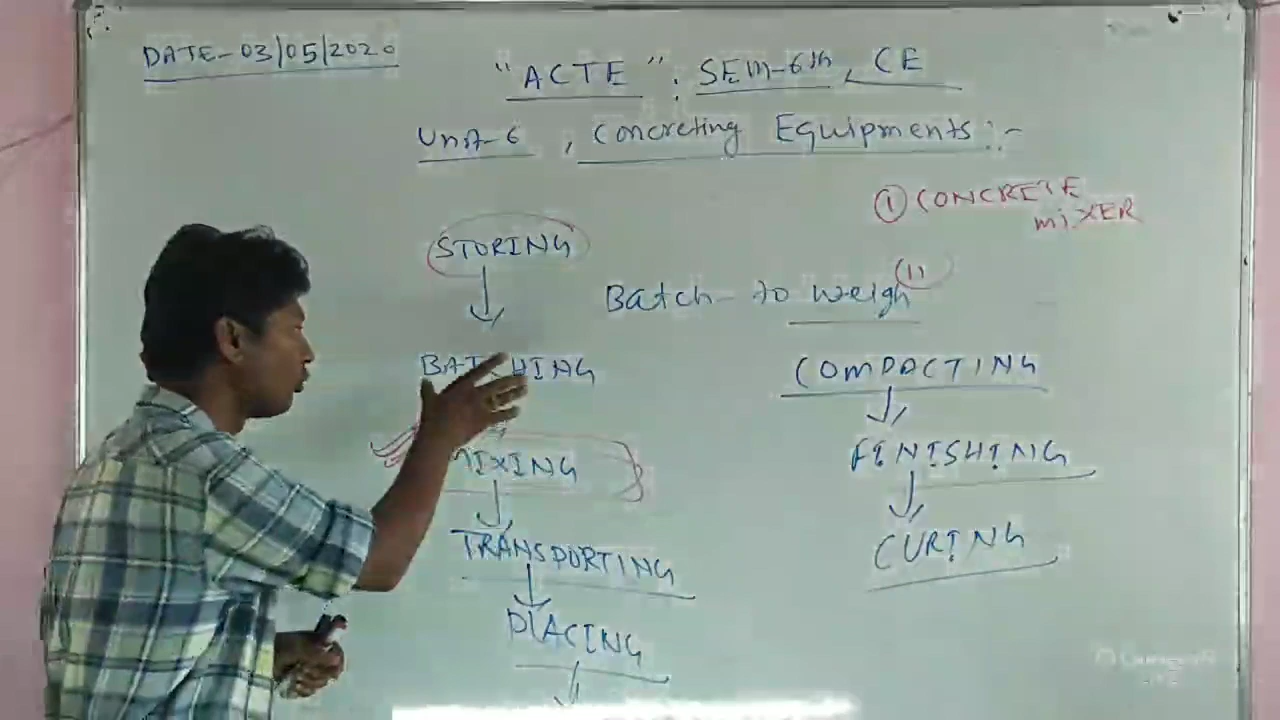 DATE-03/05/2020
"ACTE". SEM-6th, CE
Unit-6, Concreting Equipments:-
① CONCRETE
MIXER
STORING
Batch - to weigh (1)
BATCHING
COMPACTING
MIXING
FINISHING
TRANSPORTING
CURING
PLACING